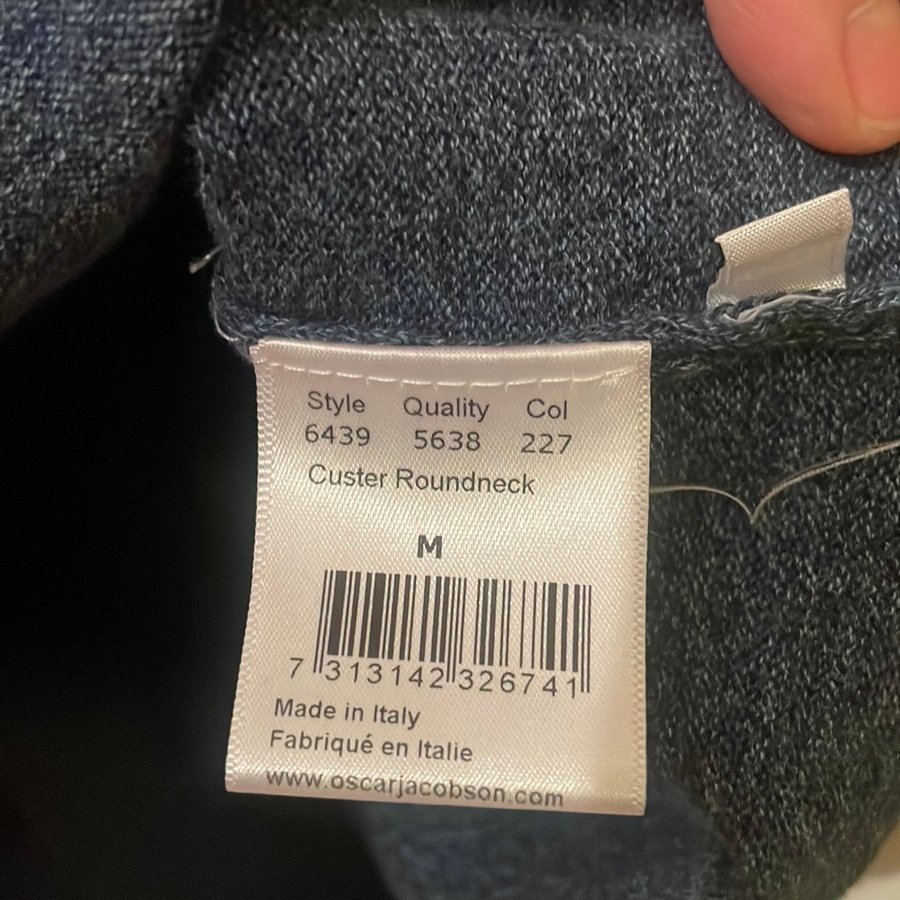 Style Quality Col
6439 5638 227
Custer Roundneck
M
7 313142 326741
Made in Italy
Fabriqué en Italie
www.oscarjacobson.com